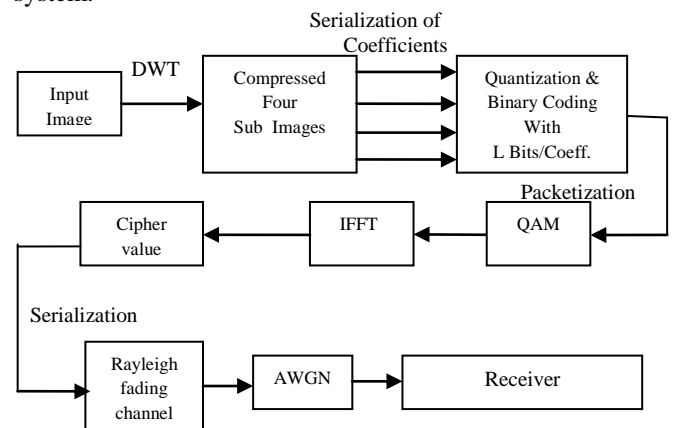 system.
Serialization of
Coefficients
DWT
Input
Image
Compressed
Four
Sub Images
Quantization &
Binary Coding
With
L Bits/Coeff.
Packetization
Cipher
value
IFFT
QAM
Serialization
Rayleigh
fading
channel
AWGN
Receiver